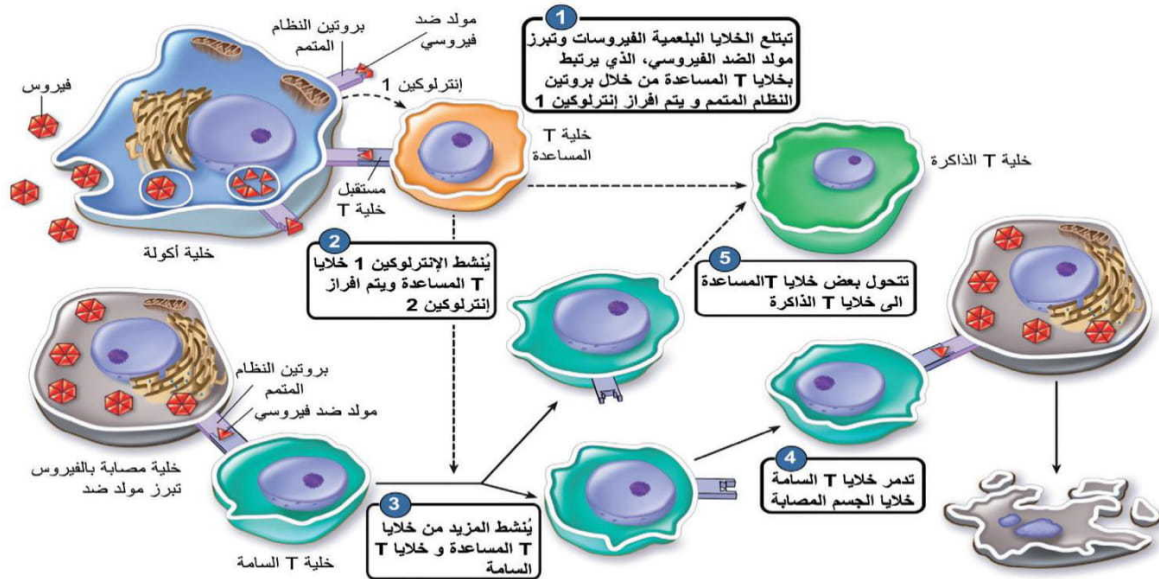 1
تبتلع الخلايا البلعمية الفيروسات وتبرز
مولد الضد الفيروسي، الذي يرتبط
بخلايا T المساعدة من خلال بروتين
النظام المتمم و يتم افراز إنترلوكين 1
مولد ضد
فيروسي
بروتين النظام
المتمم
إنترلوكين 1
فيروس
خلية T
المساعدة
مستقبل
خلية T
خلية أكولة
خلية T الذاكرة
2
يُنشط الإنترلوكين 1 خلايا
T المساعدة ويتم افراز
إنترلوكين 2
5
تتحول بعض خلايا Tالمساعدة
الى خلايا T الذاكرة
بروتين النظام
المتمم
مولد ضد فيروسي
خلية مصابة بالفيروس
تبرز مولد ضد
خلية T السامة
3
يُنشط المزيد من خلايا
T المساعدة و خلايا T
السامة
4
تدمر خلايا T السامة
خلايا الجسم المصابة